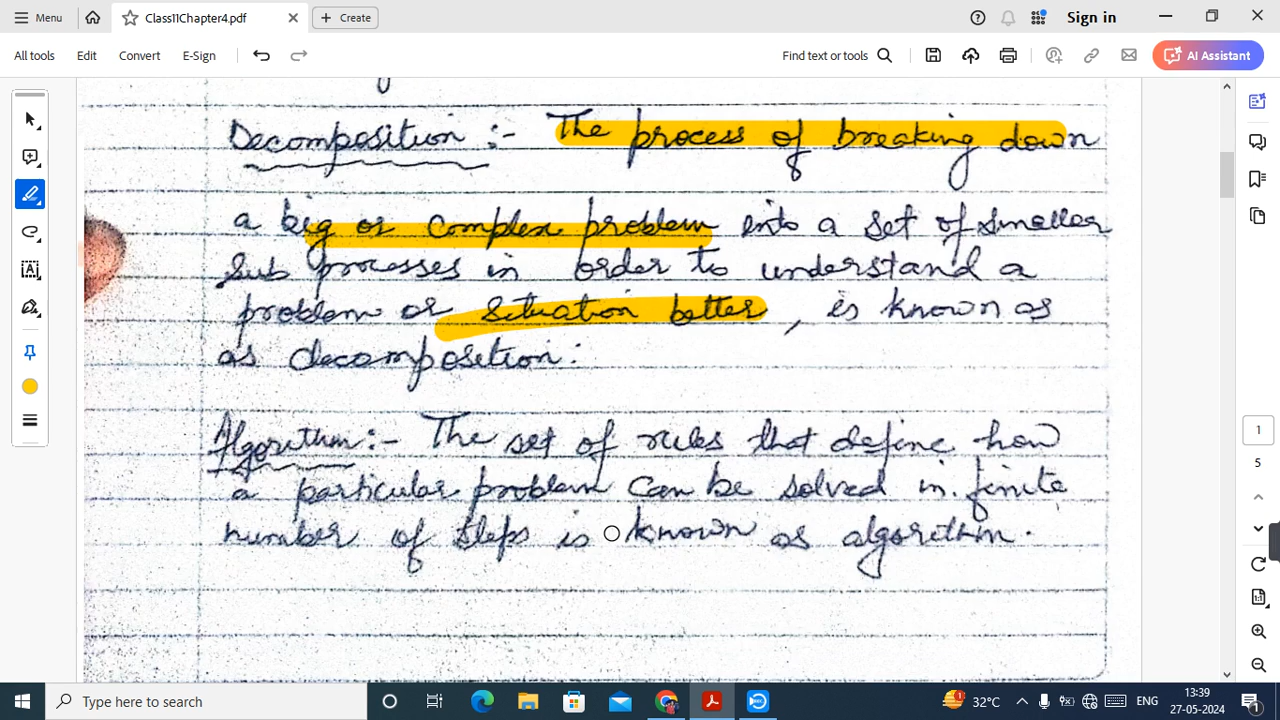 Menu Class11Chapter4.pdf Create Sign in
All tools Edit Convert E-Sign Find text or tools AI Assistant
Decomposition :- The process of breaking down
a big or complex problem into a set of smaller
sub processes in order to understand a
problem or situation better, is known as
as decomposition.
Algorithm :- The set of rules that define how
a particular problem can be solved in finite
number of steps is known as algorithm.
1
5
Type here to search 1 32°C ENG 13:39
27-05-2024 1